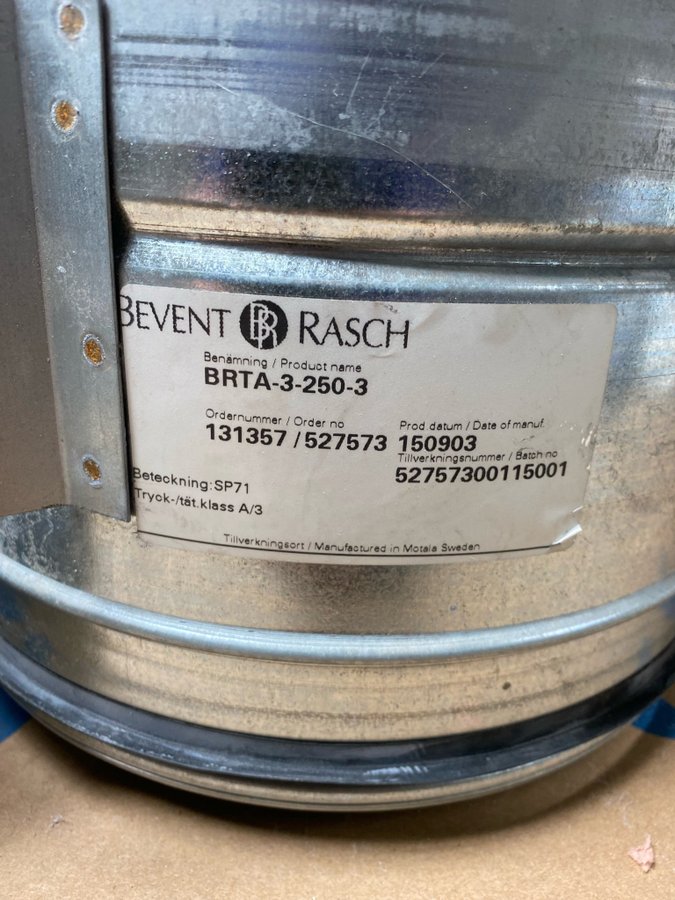 BEVENT BR RASCH
Benämning / Product name
BRTA-3-250-3
Ordernummer / Order no
131357 / 527573
Prod datum / Date of manuf.
150903
Tillverkningsnummer / Batch no
52757300115001
Beteckning: SP71
Tryck-/tät.klass A/3
Tillverkningsort / Manufactured in Motala Sweden